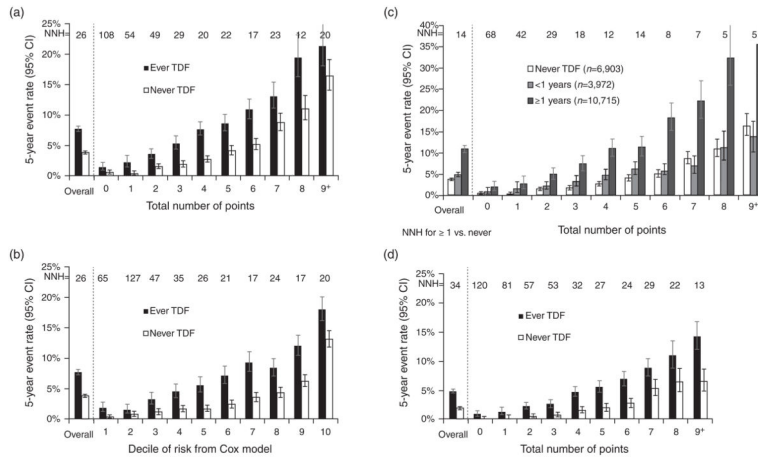 (a)
NNH=
26 108 54 49 29 20 22 17 23 12 20
25%
20%
15%
10%
5%
0%
5-year event rate (95% CI)
Ever TDF
Never TDF
Overall 0 1 2 3 4 5 6 7 8 9+
Total number of points
(b)
NNH=
26 65 127 47 35 26 21 17 24 17 20
25%
20%
15%
10%
5%
0%
5-year event rate (95% CI)
Ever TDF
Never TDF
Overall 1 2 3 4 5 6 7 8 9 10
Decile of risk from Cox model
(c)
40%
NNH=
14 68 42 29 18 12 14 8 7 5 5
35%
30%
25%
20%
15%
10%
5%
0%
5-year event rate (95% CI)
Never TDF (n=6,903)
<1 years (n=3,972)
≥1 years (n=10,715)
Overall 0 1 2 3 4 5 6 7 8 9+
NNH for ≥ 1 vs. never
Total number of points
(d)
NNH=
34 120 81 57 53 32 27 24 29 22 13
25%
20%
15%
10%
5%
0%
5-year event rate (95% CI)
Ever TDF
Never TDF
Overall 0 1 2 3 4 5 6 7 8 9+
Total number of points